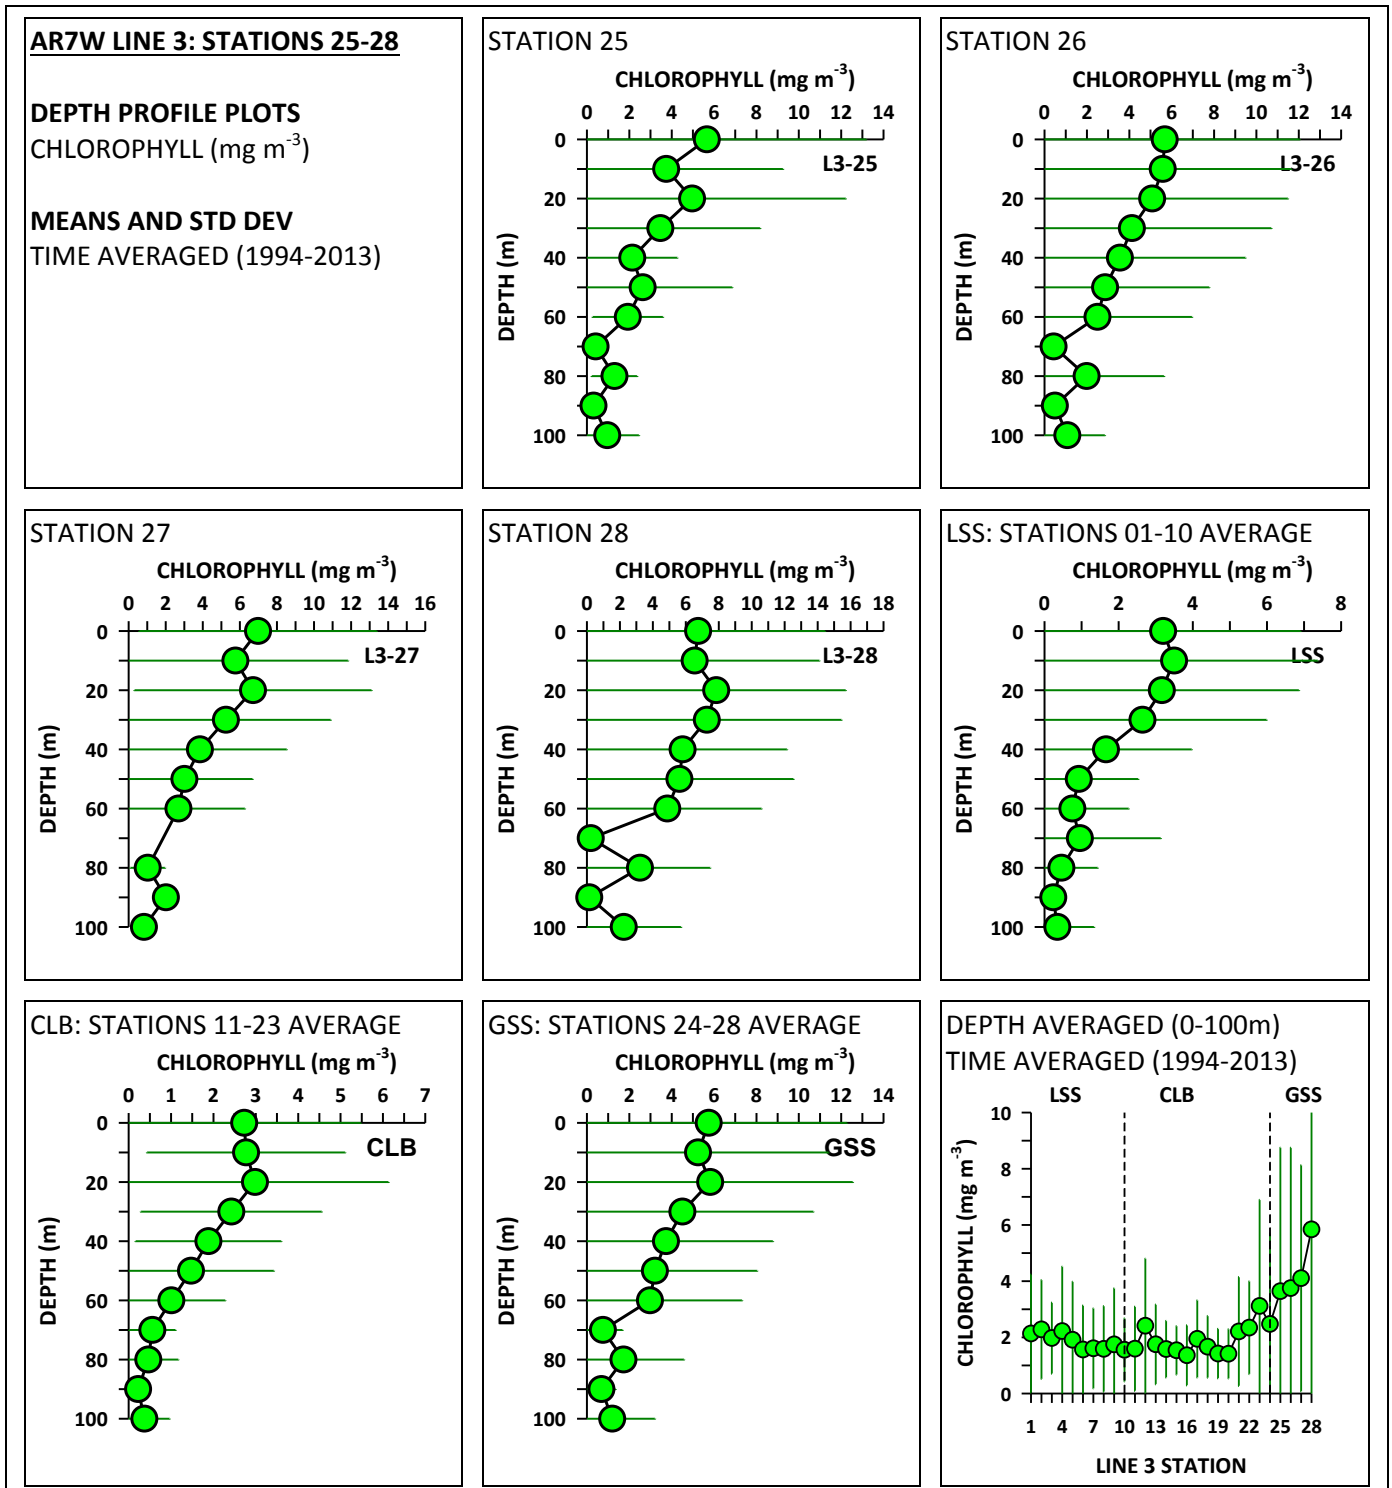 AR7W LINE 3: STATIONS 25-28
DEPTH PROFILE PLOTS
CHLOROPHYLL (mg m⁻³)
MEANS AND STD DEV
TIME AVERAGED (1994-2013)
STATION 25
CHLOROPHYLL (mg m⁻³)
0 2 4 6 8 10 12 14
L3-25
DEPTH (m)
0
20
40
60
80
100
STATION 26
CHLOROPHYLL (mg m⁻³)
0 2 4 6 8 10 12 14
L3-26
DEPTH (m)
0
20
40
60
80
100
STATION 27
CHLOROPHYLL (mg m⁻³)
0 2 4 6 8 10 12 14 16
L3-27
DEPTH (m)
0
20
40
60
80
100
STATION 28
CHLOROPHYLL (mg m⁻³)
0 2 4 6 8 10 12 14 16 18
L3-28
DEPTH (m)
0
20
40
60
80
100
LSS: STATIONS 01-10 AVERAGE
CHLOROPHYLL (mg m⁻³)
0 2 4 6 8
LSS
DEPTH (m)
0
20
40
60
80
100
CLB: STATIONS 11-23 AVERAGE
CHLOROPHYLL (mg m⁻³)
0 1 2 3 4 5 6 7
CLB
DEPTH (m)
0
20
40
60
80
100
GSS: STATIONS 24-28 AVERAGE
CHLOROPHYLL (mg m⁻³)
0 2 4 6 8 10 12 14
GSS
DEPTH (m)
0
20
40
60
80
100
DEPTH AVERAGED (0-100m)
TIME AVERAGED (1994-2013)
LSS CLB GSS
CHLOROPHYLL (mg m⁻³)
10
8
6
4
2
0
1 4 7 10 13 16 19 22 25 28
LINE 3 STATION